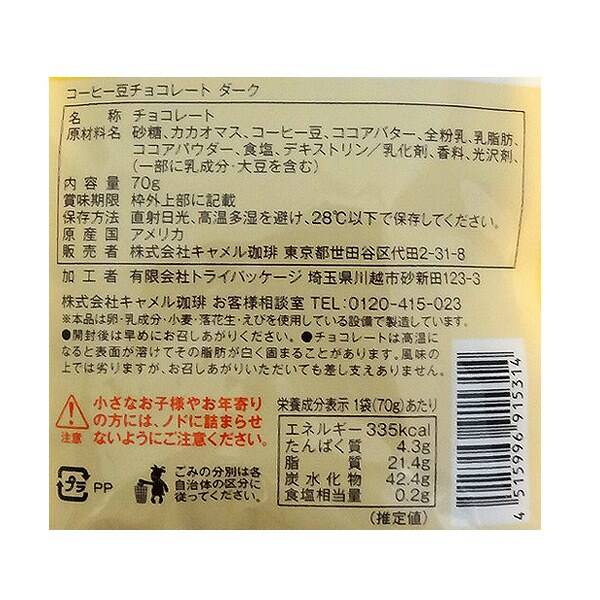 コーヒー豆チョコレート ダーク
名称 チョコレート
原材料名 砂糖、カカオマス、コーヒー豆、ココアバター、全粉乳、乳脂肪、
ココアパウダー、食塩、デキストリン／乳化剤、香料、光沢剤、
(一部に乳成分・大豆を含む)
内容量 70g
賞味期限 枠外上部に記載
保存方法 直射日光、高温多湿を避け、28℃以下で保存してください。
原産国 アメリカ
販売者 株式会社キャメル珈琲 東京都世田谷区代田2-31-8
加工者 有限会社トライパッケージ 埼玉県川越市砂新田123-3
株式会社キャメル珈琲 お客様相談室 TEL:0120-415-023
※本品は卵・乳成分・小麦・落花生・えびを使用している設備で製造しています。
●開封後は早めにお召しあがりください。●チョコレートは高温に
なると表面が溶けてその脂肪が白く固まることがあります。風味の
上では劣りますが、お召しあがりいただいても差し支えありません。
注意
小さなお子様やお年寄り
の方には、ノドに詰まらせ
ないようにご注意ください。
プラ PP
ごみの分別は各
自治体の区分に
従ってください。
栄養成分表示 1袋(70g)あたり
エネルギー 335kcal
たんぱく質 4.3g
脂質 21.4g
炭水化物 42.4g
食塩相当量 0.2g
(推定値)
4 515996 915314